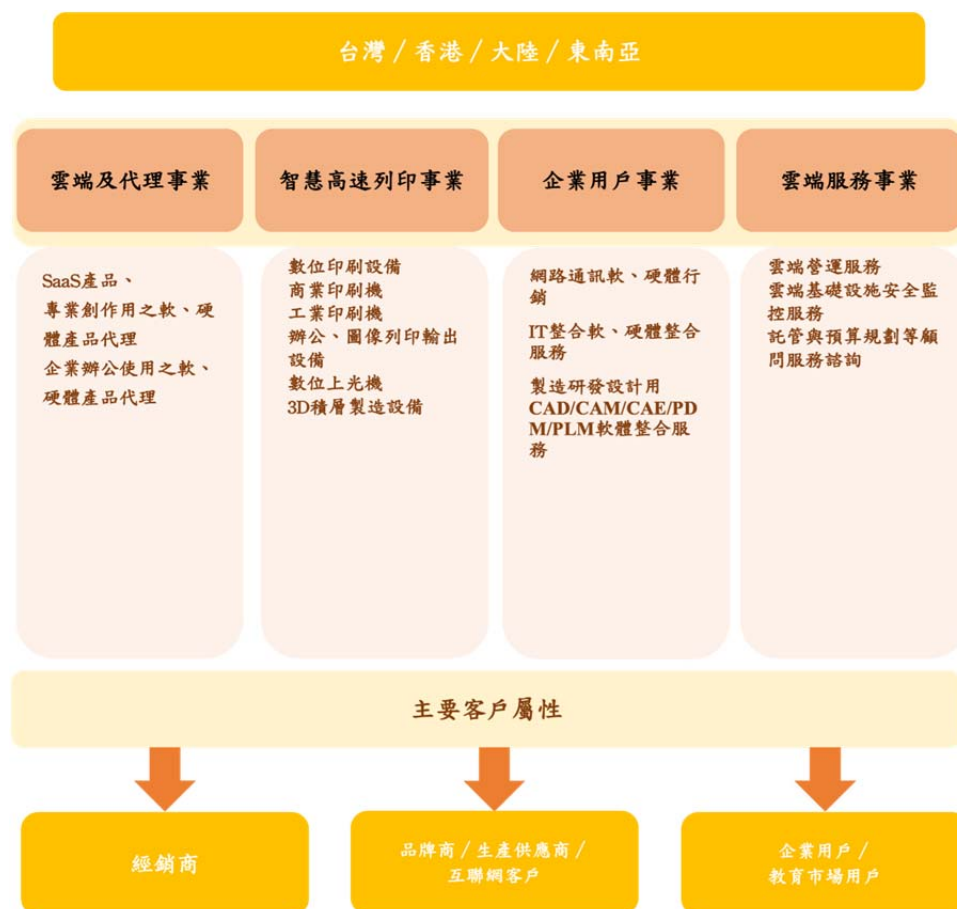 台灣／香港／大陸／東南亞
雲端及代理事業
智慧高速列印事業
企業用戶事業
雲端服務事業
SaaS產品、
專業創作用之軟、硬
體產品代理
企業辦公使用之軟、
硬體產品代理
數位印刷設備
商業印刷機
工業印刷機
辦公、圖像列印輸出
設備
數位上光機
3D積層製造設備
網路通訊軟、硬體行
銷
IT整合軟、硬體整合
服務
製造研發設計用
CAD/CAM/CAE/PD
M/PLM軟體整合服
務
雲端營運服務
雲端基礎設施安全監
控服務
託管與預算規劃等顧
問服務諮詢
主要客戶屬性
經銷商
品牌商／生產供應商／
互聯網客戶
企業用戶／
教育市場用戶